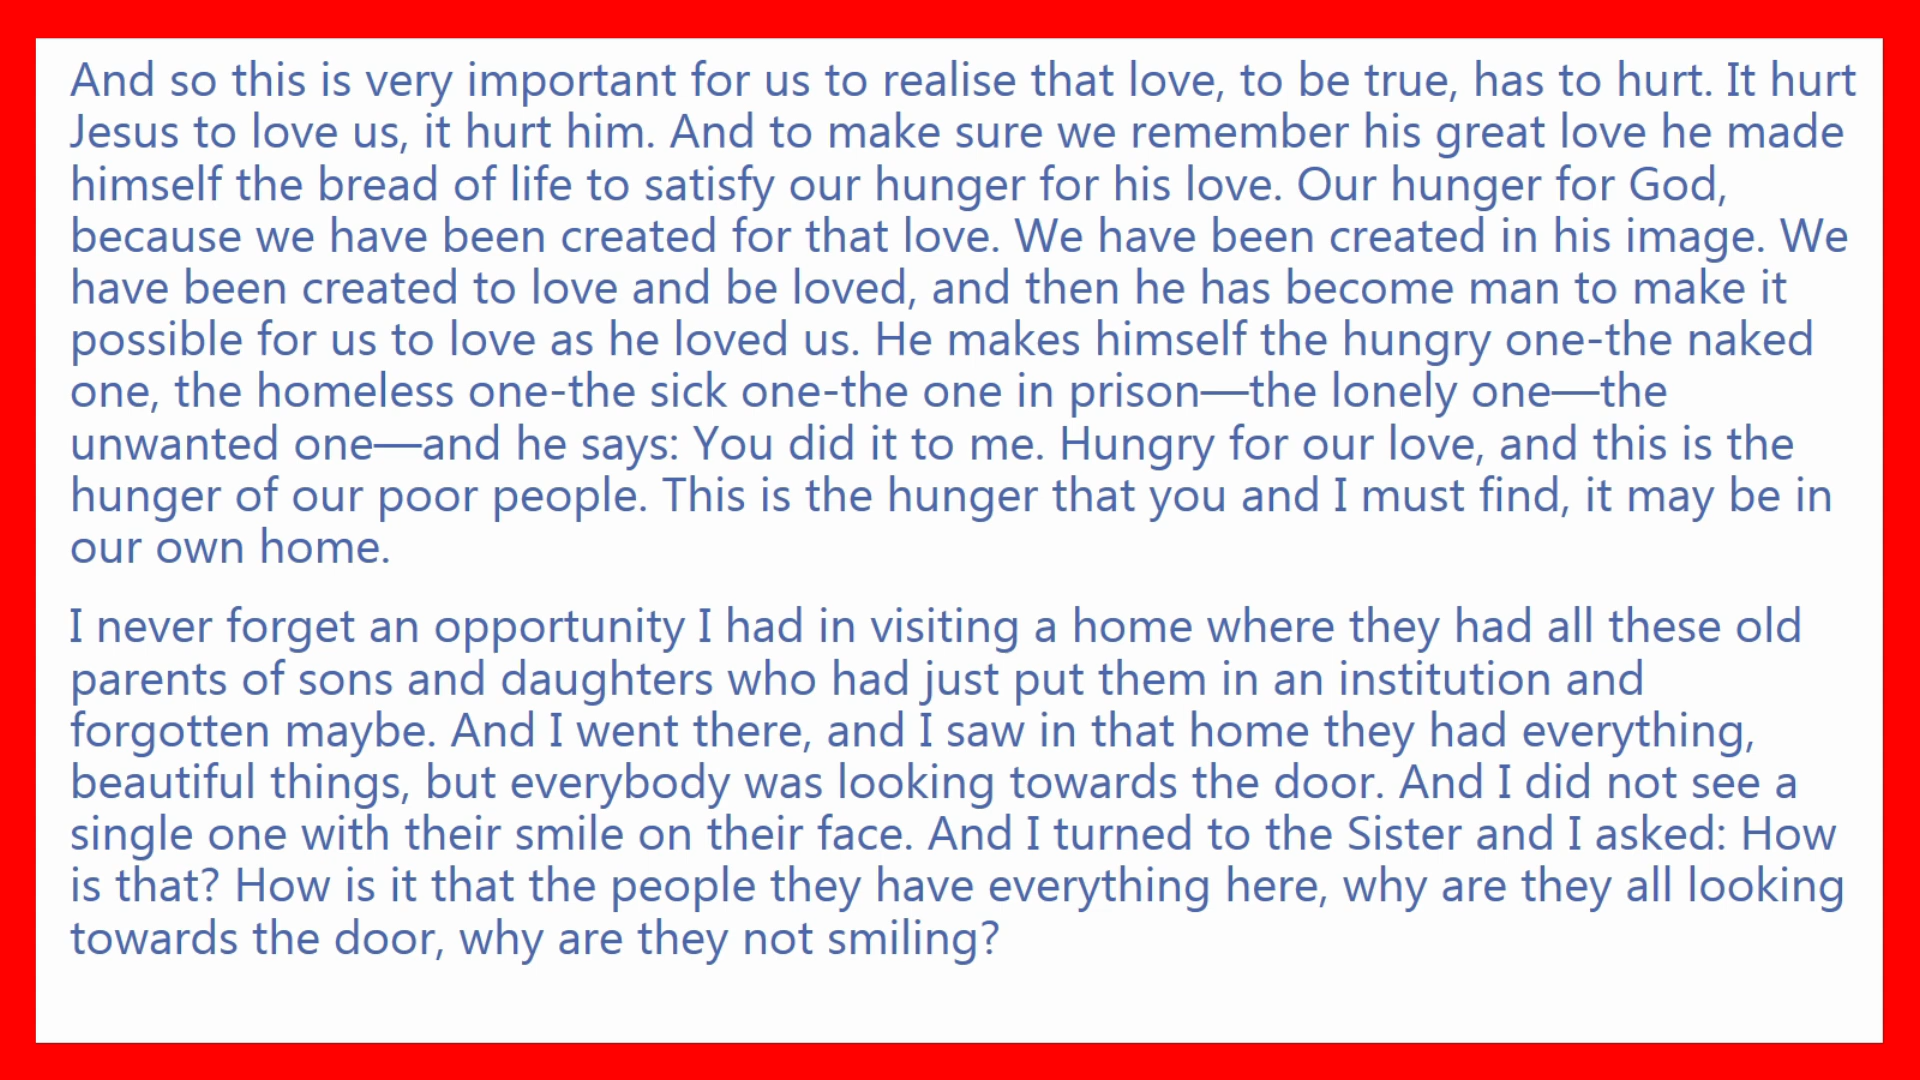 And so this is very important for us to realise that love, to be true, has to hurt. It hurt
Jesus to love us, it hurt him. And to make sure we remember his great love he made
himself the bread of life to satisfy our hunger for his love. Our hunger for God,
because we have been created for that love. We have been created in his image. We
have been created to love and be loved, and then he has become man to make it
possible for us to love as he loved us. He makes himself the hungry one-the naked
one, the homeless one-the sick one-the one in prison—the lonely one—the
unwanted one—and he says: You did it to me. Hungry for our love, and this is the
hunger of our poor people. This is the hunger that you and I must find, it may be in
our own home.
I never forget an opportunity I had in visiting a home where they had all these old
parents of sons and daughters who had just put them in an institution and
forgotten maybe. And I went there, and I saw in that home they had everything,
beautiful things, but everybody was looking towards the door. And I did not see a
single one with their smile on their face. And I turned to the Sister and I asked: How
is that? How is it that the people they have everything here, why are they all looking
towards the door, why are they not smiling?